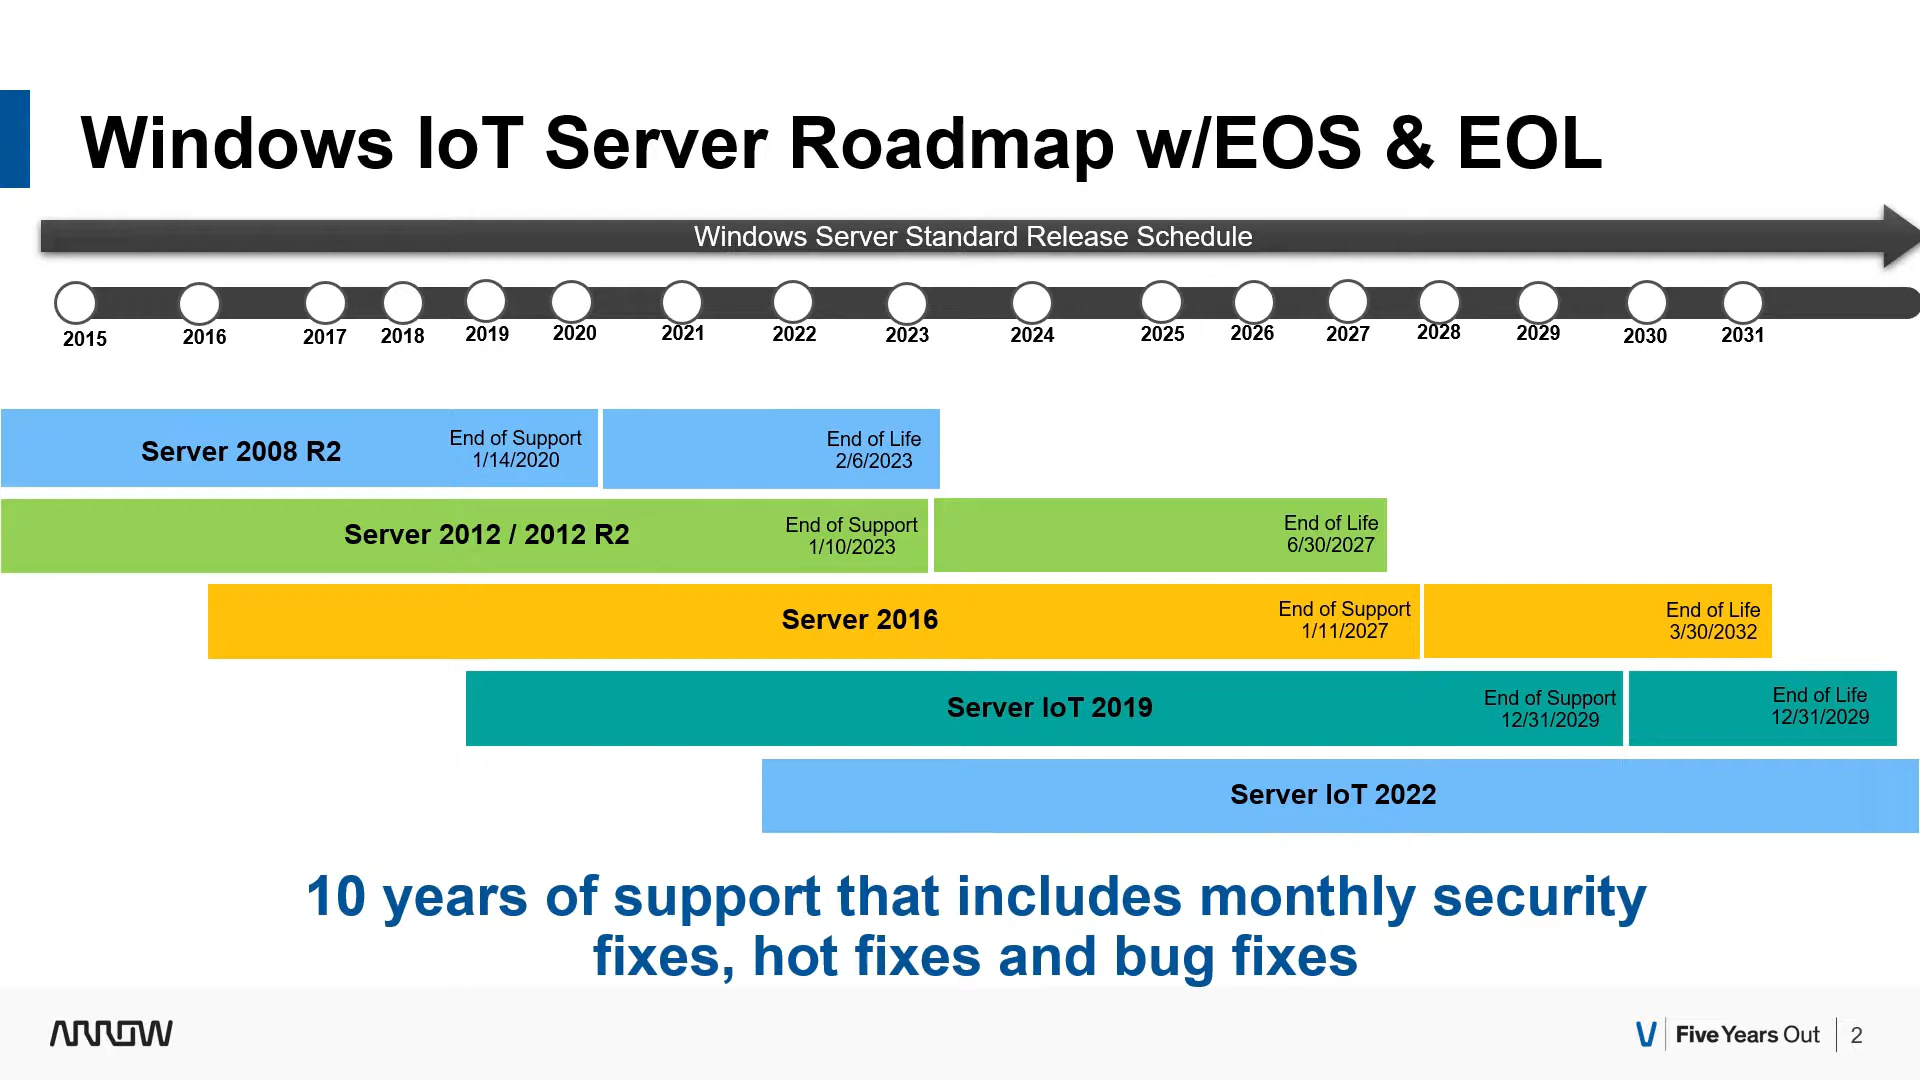 Windows IoT Server Roadmap w/EOS & EOL
Windows Server Standard Release Schedule
2015 2016 2017 2018 2019 2020 2021 2022 2023 2024 2025 2026 2027 2028 2029 2030 2031
Server 2008 R2
End of Support
1/14/2020
End of Life
2/6/2023
Server 2012 / 2012 R2
End of Support
1/10/2023
End of Life
6/30/2027
Server 2016
End of Support
1/11/2027
End of Life
3/30/2032
Server IoT 2019
End of Support
12/31/2029
End of Life
12/31/2029
Server IoT 2022
10 years of support that includes monthly security
fixes, hot fixes and bug fixes
ARROW
Five Years Out
2